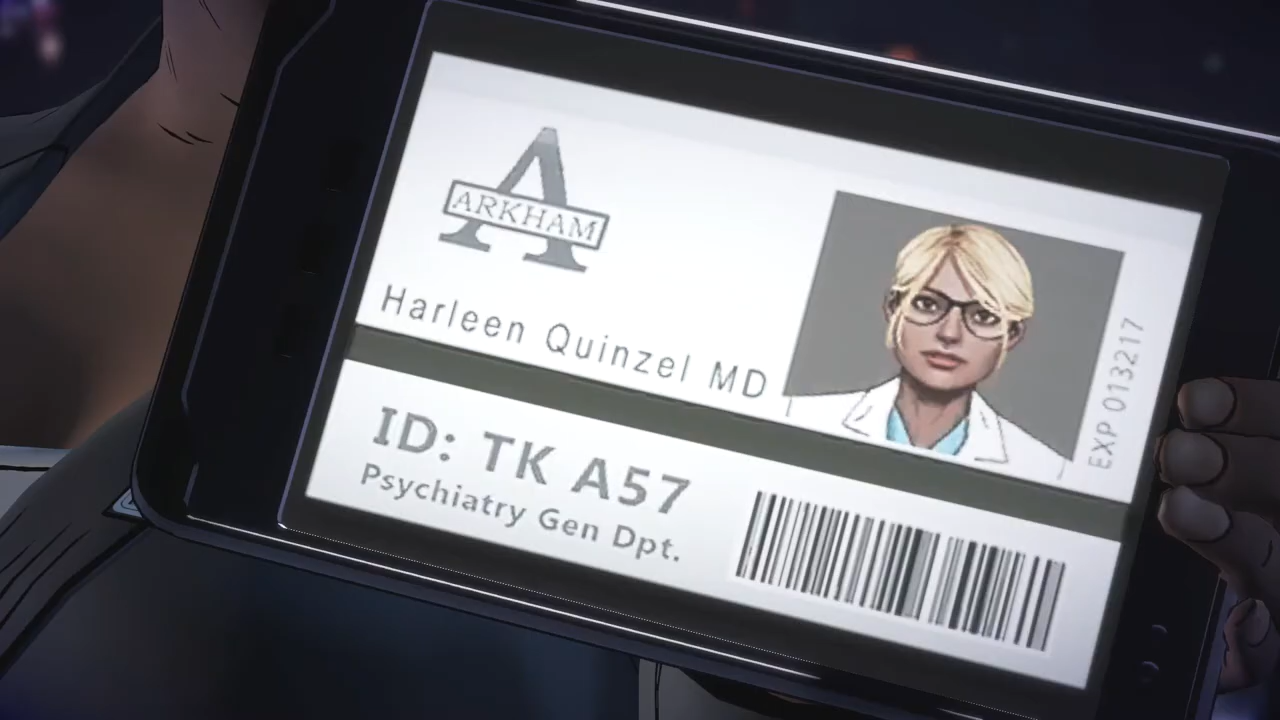 ARKHAM
Harleen Quinzel MD
EXP 013217
ID: TK A57
Psychiatry Gen Dpt.